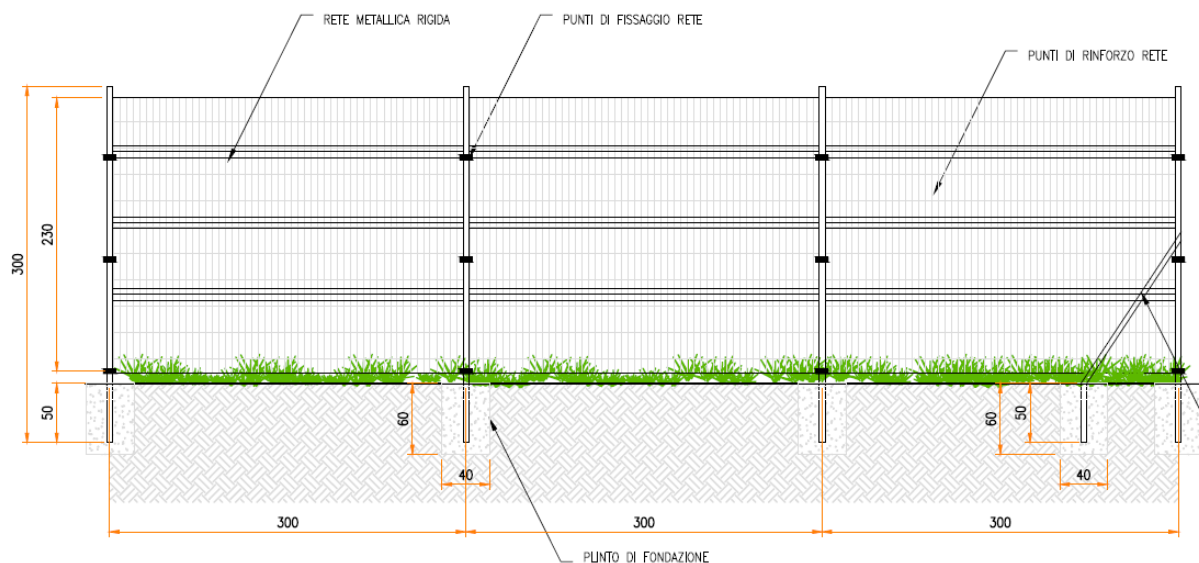 RETE METALLICA RIGIDA
PUNTI DI FISSAGGIO RETE
PUNTI DI RINFORZO RETE
300
230
50
60
40
60
50
40
300
300
300
PLINTO DI FONDAZIONE